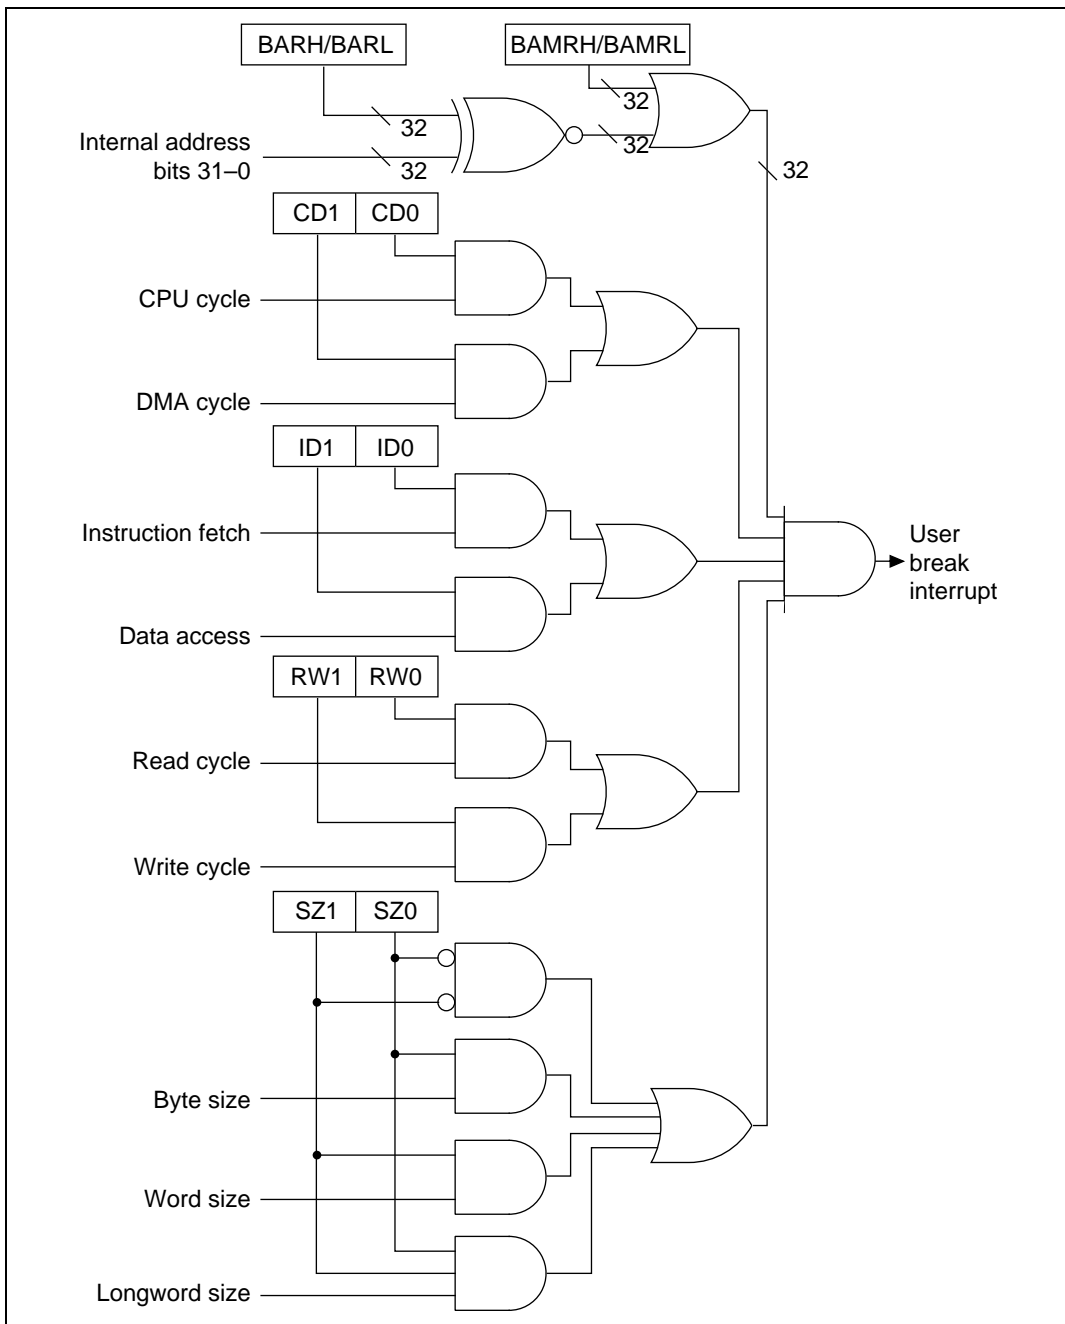 BARH/BARL
BAMRH/BAMRL
32
32
32
32
32
Internal address
bits 31–0
CD1 CD0
CPU cycle
DMA cycle
ID1 ID0
Instruction fetch
Data access
User
break
interrupt
RW1 RW0
Read cycle
Write cycle
SZ1 SZ0
Byte size
Word size
Longword size